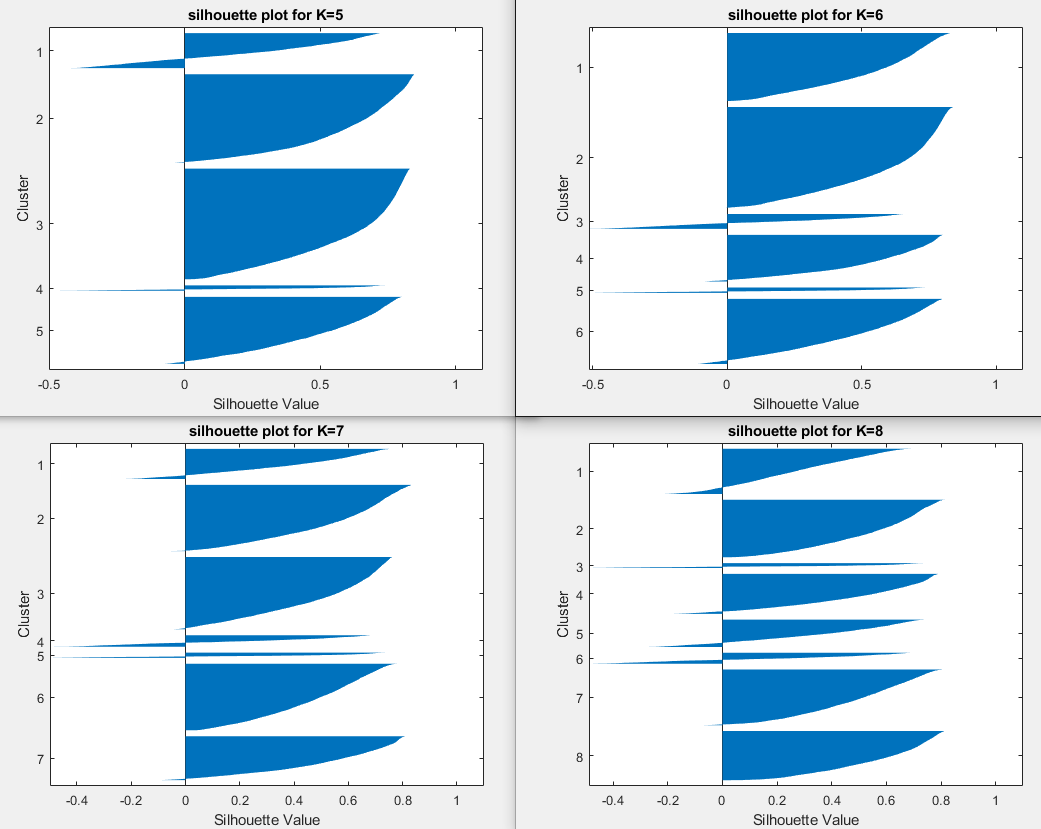 silhouette plot for K=5
1
2
3
4
5
Cluster
-0.5 0 0.5 1
Silhouette Value
silhouette plot for K=6
1
2
3
4
5
6
Cluster
-0.5 0 0.5 1
Silhouette Value
silhouette plot for K=7
1
2
3
4
5
6
7
Cluster
-0.4 -0.2 0 0.2 0.4 0.6 0.8 1
Silhouette Value
silhouette plot for K=8
1
2
3
4
5
6
7
8
Cluster
-0.4 -0.2 0 0.2 0.4 0.6 0.8 1
Silhouette Value